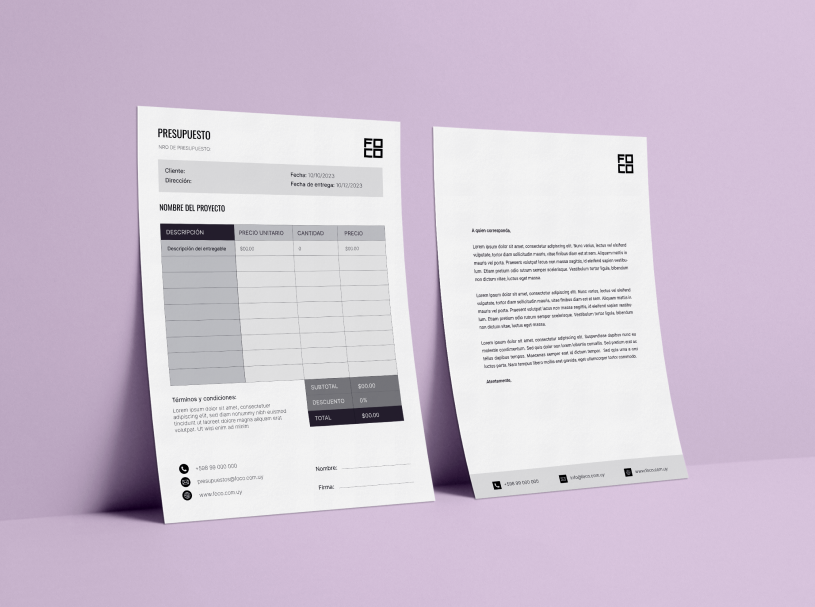 PRESUPUESTO
NRO DE PRESUPUESTO
FO
CO
Cliente:
Dirección:
Fecha: 10/10/2023
Fecha de entrega: 16/12/2023
NOMBRE DEL PROYECTO
DESCRIPCIÓN PRECIO UNITARIO CANTIDAD PRECIO
Descripción del entregable $00.00 0 $00.00
SUBTOTAL $00.00
DESCUENTO 0%
TOTAL $00.00
Términos y condiciones:
Lorem ipsum dolor sit amet, consectetuer
adipiscing elit, sed diam nonummy nibh euismod
tincidunt ut laoreet dolore magna aliquam erat
volutpat. Ut wisi enim ad minim
+598 99 000 000
presupuestos@foco.com.uy
www.foco.com.uy
Nombre:
Firma:
FO
CO
A quien corresponda,
Lorem ipsum dolor sit amet, consectetur adipiscing elit. Nunc varius, lectus vel eleifend
vulputate, tortor diam sollicitudin mauris, vitae finibus diam est et sem. Aliquam mattis in
mauris vel porta. Praesent volutpat lacus non massa sagittis, id eleifend sapien vestibu-
lum. Etiam pretium odio rutrum semper scelerisque. Vestibulum tortor ligula, bibendum
non dictum vitae, luctus eget massa.
Lorem ipsum dolor sit amet, consectetur adipiscing elit. Nunc varius, lectus vel eleifend
vulputate, tortor diam sollicitudin mauris, vitae finibus diam est et sem. Aliquam mattis in
mauris vel porta. Praesent volutpat lacus non massa sagittis, id eleifend sapien vestibu-
lum. Etiam pretium odio rutrum semper scelerisque. Vestibulum tortor ligula, bibendum
non dictum vitae, luctus eget massa.
Lorem ipsum dolor sit amet, consectetur adipiscing elit. Suspendisse dapibus nunc eu
molestie condimentum. Sed quis dolor non lorem lobortis convallis. Sed pretium erat ac
tellus dapibus tempus. Maecenas semper erat id dictum tempor. Sed quis urna a orci
luctus porta. Nam tempus libero mollis erat gravida, eget ullamcorper tortor commodo.
Atentamente,
+598 99 000 000
info@foco.com.uy
www.foco.com.uy